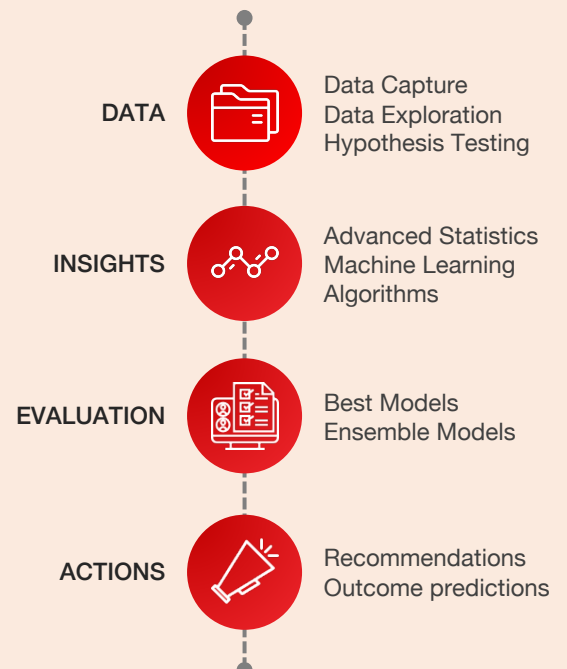 DATA
Data Capture
Data Exploration
Hypothesis Testing
INSIGHTS
Advanced Statistics
Machine Learning
Algorithms
EVALUATION
Best Models
Ensemble Models
ACTIONS
Recommendations
Outcome predictions